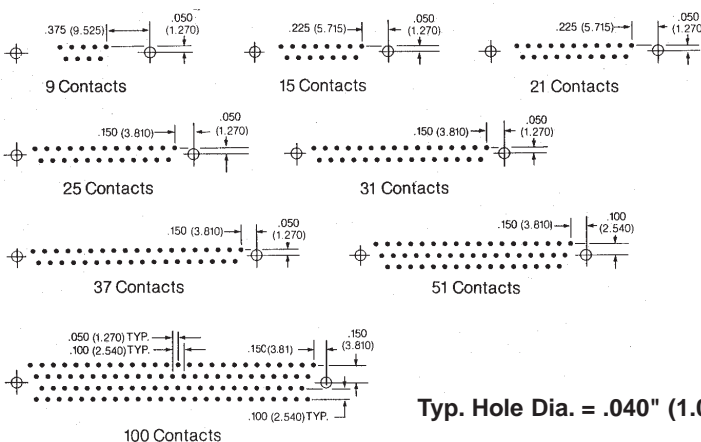 .375 (9.525)
.050
(1.270)
9 Contacts
.225 (5.715)
.050
(1.270)
15 Contacts
.225 (5.715)
.050
(1.270)
21 Contacts
.150 (3.810)
.050
(1.270)
25 Contacts
.150 (3.810)
.050
(1.270)
31 Contacts
.150 (3.810)
.050
(1.270)
37 Contacts
.150 (3.810)
.100
(2.540)
51 Contacts
.050 (1.270) TYP.
.100 (2.540) TYP.
.150(3.81)
.150
(3.810)
.100 (2.540) TYP.
100 Contacts
Typ. Hole Dia. = .040" (1.0